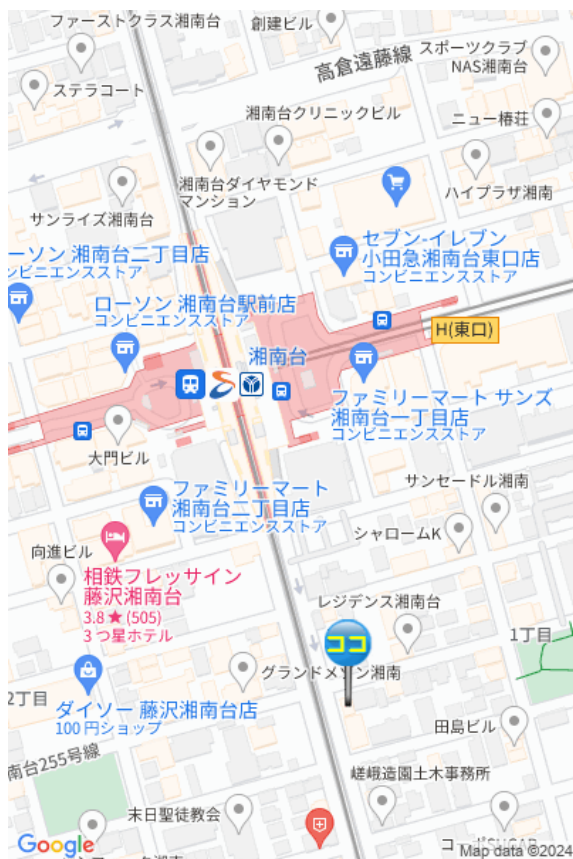 ファーストクラス湘南台
創建ビル
高倉遠藤線
スポーツクラブ
NAS湘南台
ステラコート
湘南台クリニックビル
ニュー椿荘
湘南台ダイヤモンド
マンション
ハイプラザ湘南
サンライズ湘南台
セブン-イレブン
小田急湘南台東口店
コンビニエンスストア
ーソン 湘南台二丁目店
ンビニエンスストア
ローソン 湘南台駅前店
コンビニエンスストア
H(東口)
湘南台
ファミリーマート サンズ
湘南台一丁目店
コンビニエンスストア
大門ビル
サンセードル湘南
ファミリーマート
湘南台二丁目店
コンビニエンスストア
シャロームK
向進ビル
相鉄フレッサイン
藤沢湘南台
3.8★(505)
3 つ星ホテル
レジデンス湘南台
ココ
1丁目
グランドメゾン湘南
2丁目
ダイソー 藤沢湘南台店
100 円ショップ
田島ビル
南台255号線
嵯峨造園土木事務所
末日聖徒教会
Google
Map data ©2024